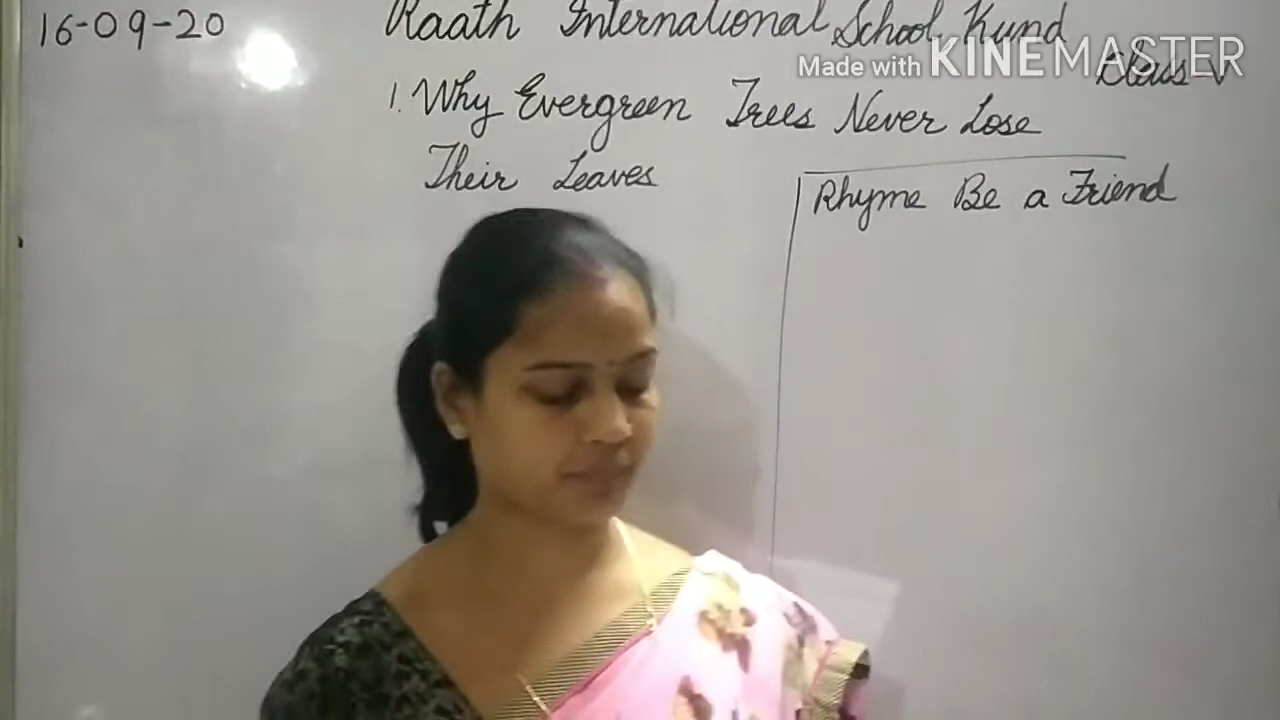 16-09-20
Raath International School, Kund
Made with KINEMASTER
Class-V
1. Why Evergreen Trees Never Lose
Their Leaves
Rhyme Be a Friend